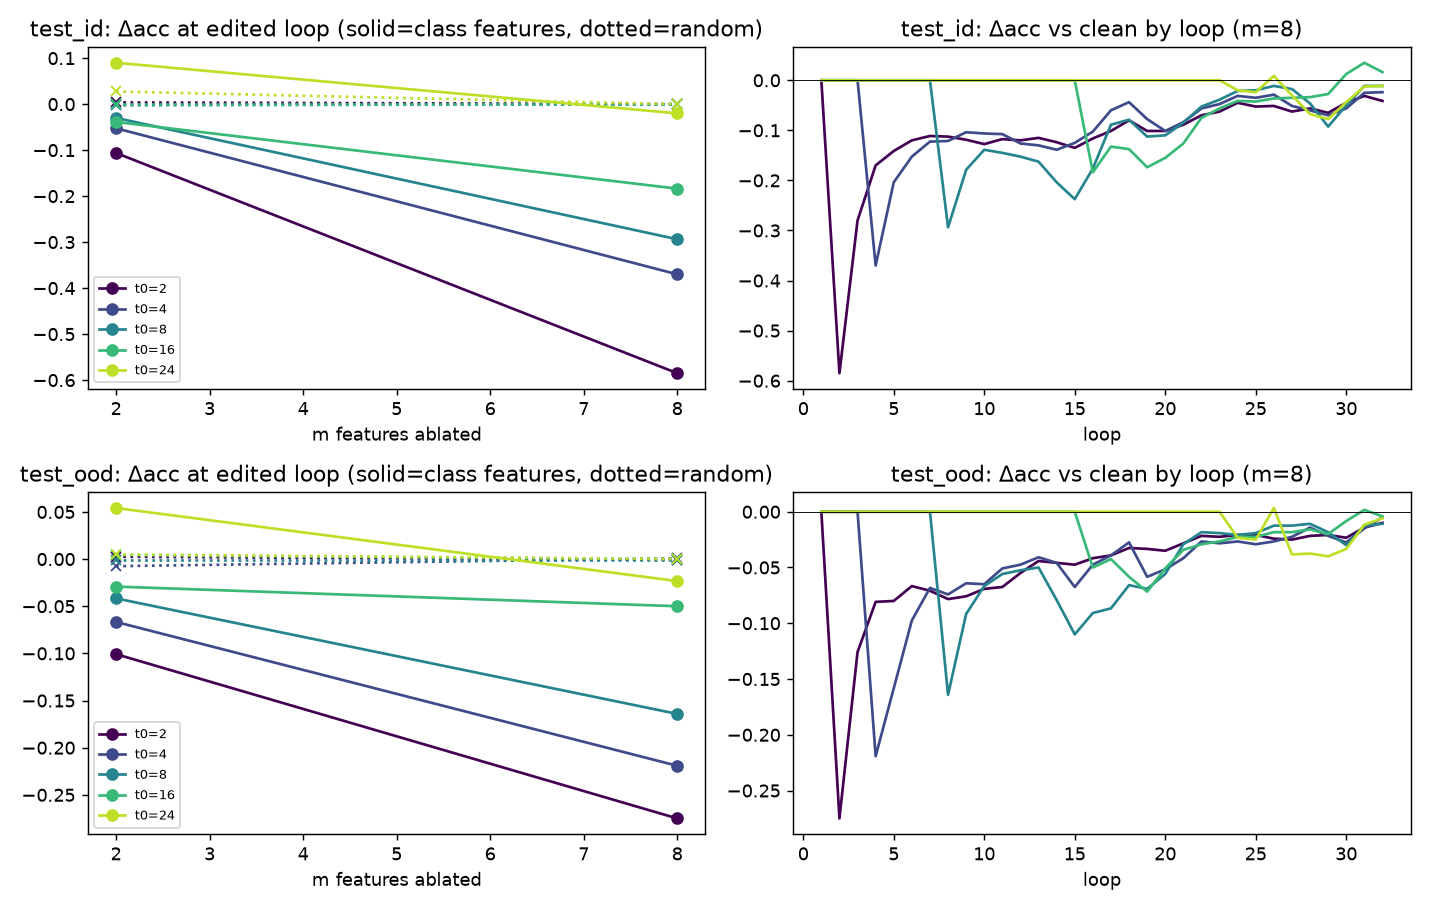 test_id: Δacc at edited loop (solid=class features, dotted=random)
0.1
0.0
−0.1
−0.2
−0.3
−0.4
−0.5
−0.6
t0=2
t0=4
t0=8
t0=16
t0=24
2 3 4 5 6 7 8
m features ablated
test_id: Δacc vs clean by loop (m=8)
0.0
−0.1
−0.2
−0.3
−0.4
−0.5
−0.6
0 5 10 15 20 25 30
loop
test_ood: Δacc at edited loop (solid=class features, dotted=random)
0.05
0.00
−0.05
−0.10
−0.15
−0.20
−0.25
t0=2
t0=4
t0=8
t0=16
t0=24
2 3 4 5 6 7 8
m features ablated
test_ood: Δacc vs clean by loop (m=8)
0.00
−0.05
−0.10
−0.15
−0.20
−0.25
0 5 10 15 20 25 30
loop